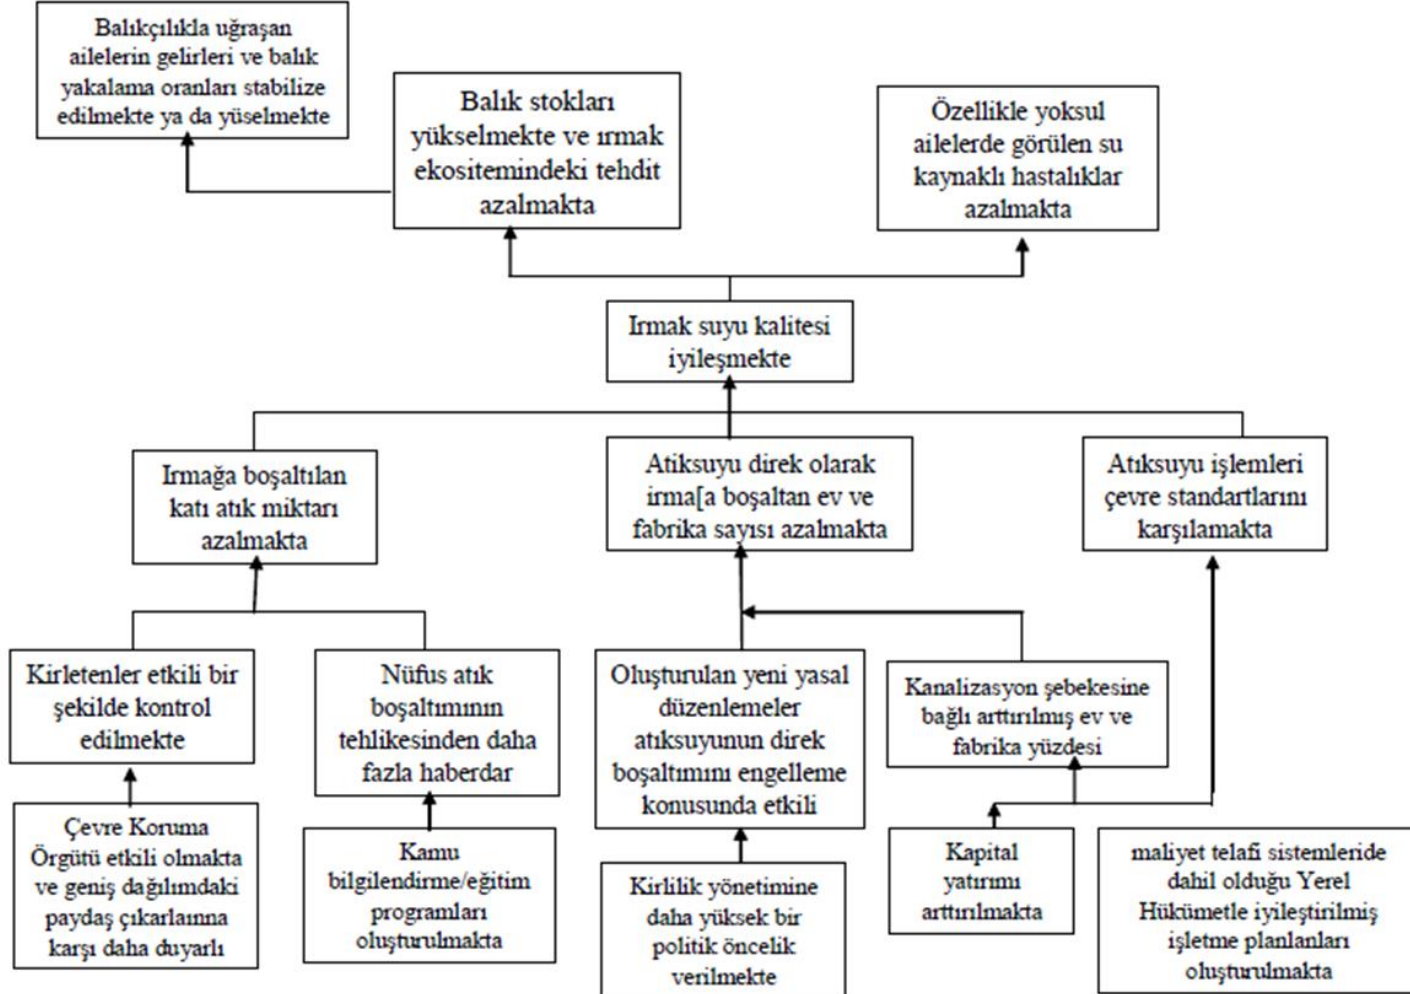 Balıkçılıkla uğraşan
ailelerin gelirleri ve balık
yakalama oranları stabilize
edilmekte ya da yüselmekte
Balık stokları
yükselmekte ve ırmak
ekositemindeki tehdit
azalmakta
Özellikle yoksul
ailelerde görülen su
kaynaklı hastalıklar
azalmakta
Irmak suyu kalitesi
iyileşmekte
Irmağa boşaltılan
katı atık miktarı
azalmakta
Atiksuyu direk olarak
irma[a boşaltan ev ve
fabrika sayısı azalmakta
Atıksuyu işlemleri
çevre standartlarını
karşılamakta
Kirletenler etkili bir
şekilde kontrol
edilmekte
Nüfus atık
boşaltımının
tehlikesinden daha
fazla haberdar
Oluşturulan yeni yasal
düzenlemeler
atıksuyunun direk
boşaltımını engelleme
konusunda etkili
Kanalizasyon şebekesine
bağlı arttırılmış ev ve
fabrika yüzdesi
Çevre Koruma
Örgütü etkili olmakta
ve geniş dağılımdaki
paydaş çıkarlaınna
karşı daha duyarlı
Kamu
bilgilendirme/eğitim
programları
oluşturulmakta
Kirlilik yönetimine
daha yüksek bir
politik öncelik
verilmekte
Kapital
yatırımı
arttırılmakta
maliyet telafi sistemleride
dahil olduğu Yerel
Hükümetle iyileştirilmiş
işletme planlanları
oluşturulmakta